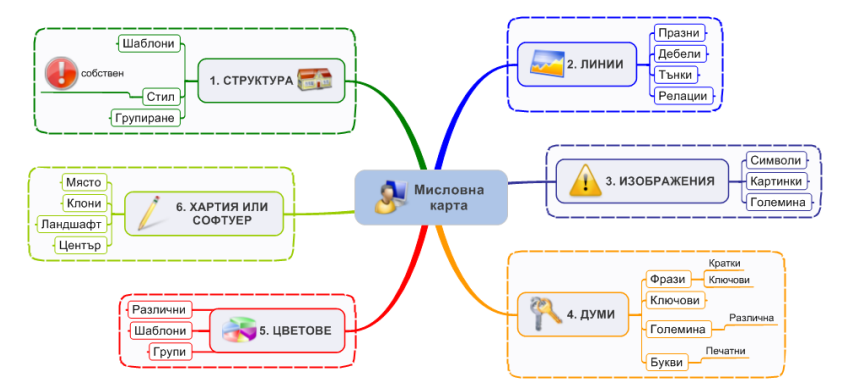 Мисловна
карта
1. СТРУКТУРА
Шаблони
собствен
Стил
Групиране
2. ЛИНИИ
Празни
Дебели
Тънки
Релации
3. ИЗОБРАЖЕНИЯ
Символи
Картинки
Големина
4. ДУМИ
Фрази
Кратки
Ключови
Ключови
Големина
Различна
Букви
Печатни
5. ЦВЕТОВЕ
Различни
Шаблони
Групи
6. ХАРТИЯ ИЛИ
СОФТУЕР
Място
Клони
Ландшафт
Център